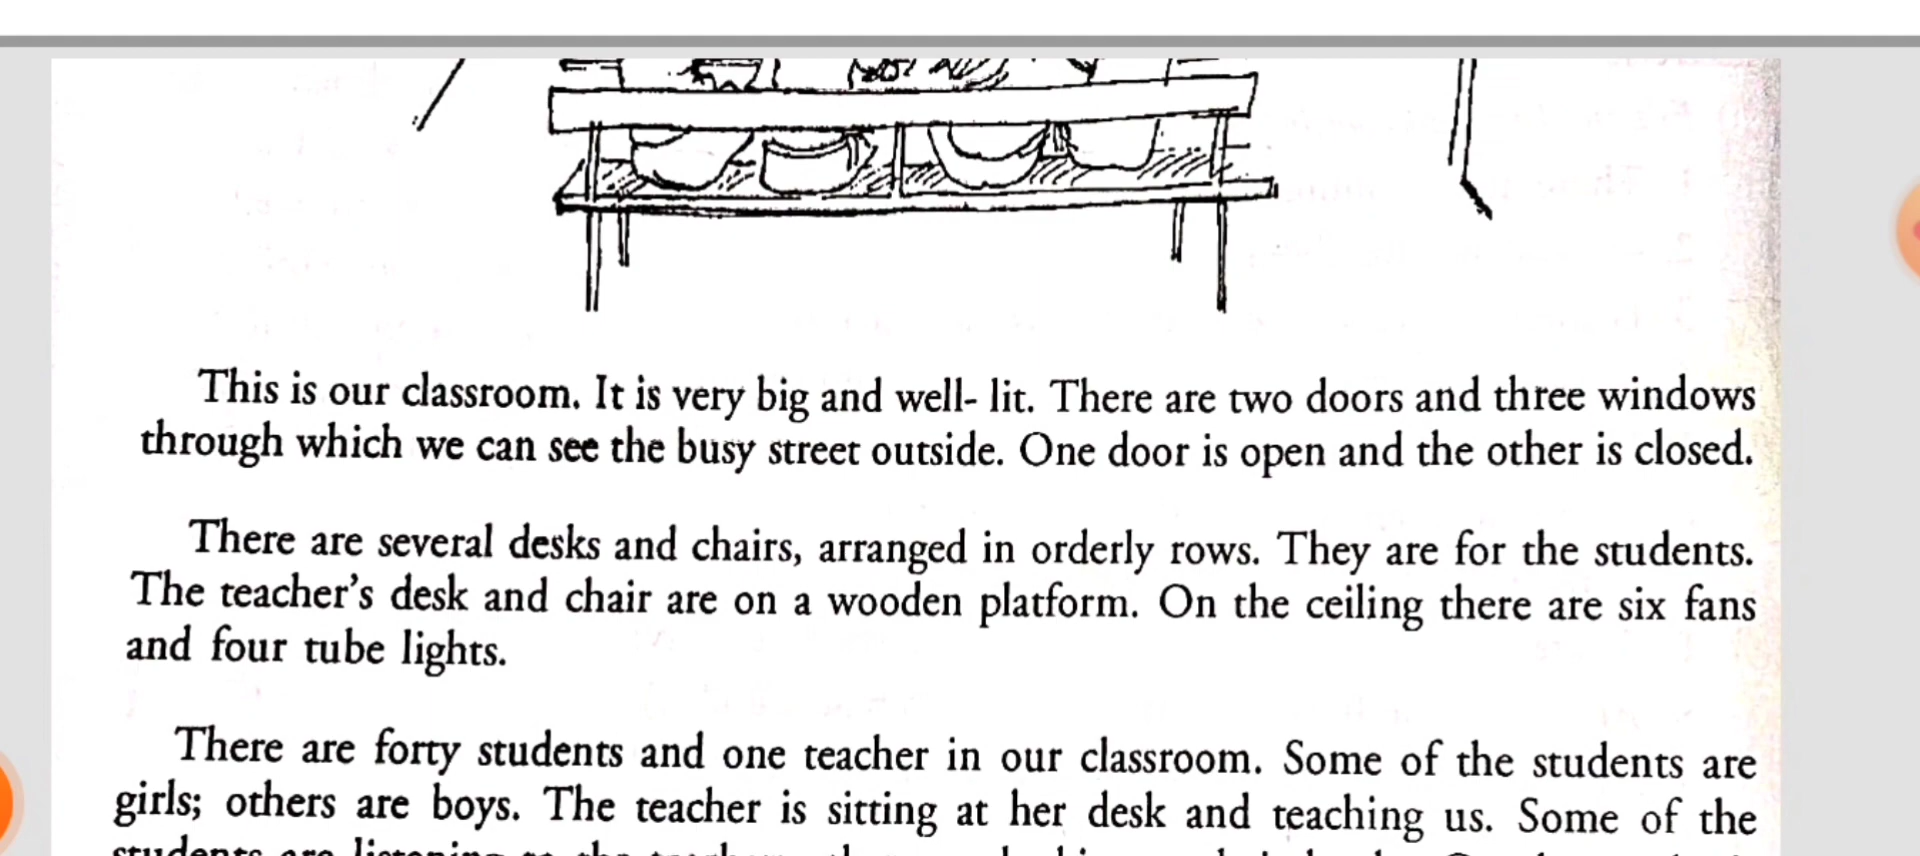 This is our classroom. It is very big and well- lit. There are two doors and three windows
through which we can see the busy street outside. One door is open and the other is closed.
There are several desks and chairs, arranged in orderly rows. They are for the students.
The teacher's desk and chair are on a wooden platform. On the ceiling there are six fans
and four tube lights.
There are forty students and one teacher in our classroom. Some of the students are
girls; others are boys. The teacher is sitting at her desk and teaching us. Some of the
students are listening to the